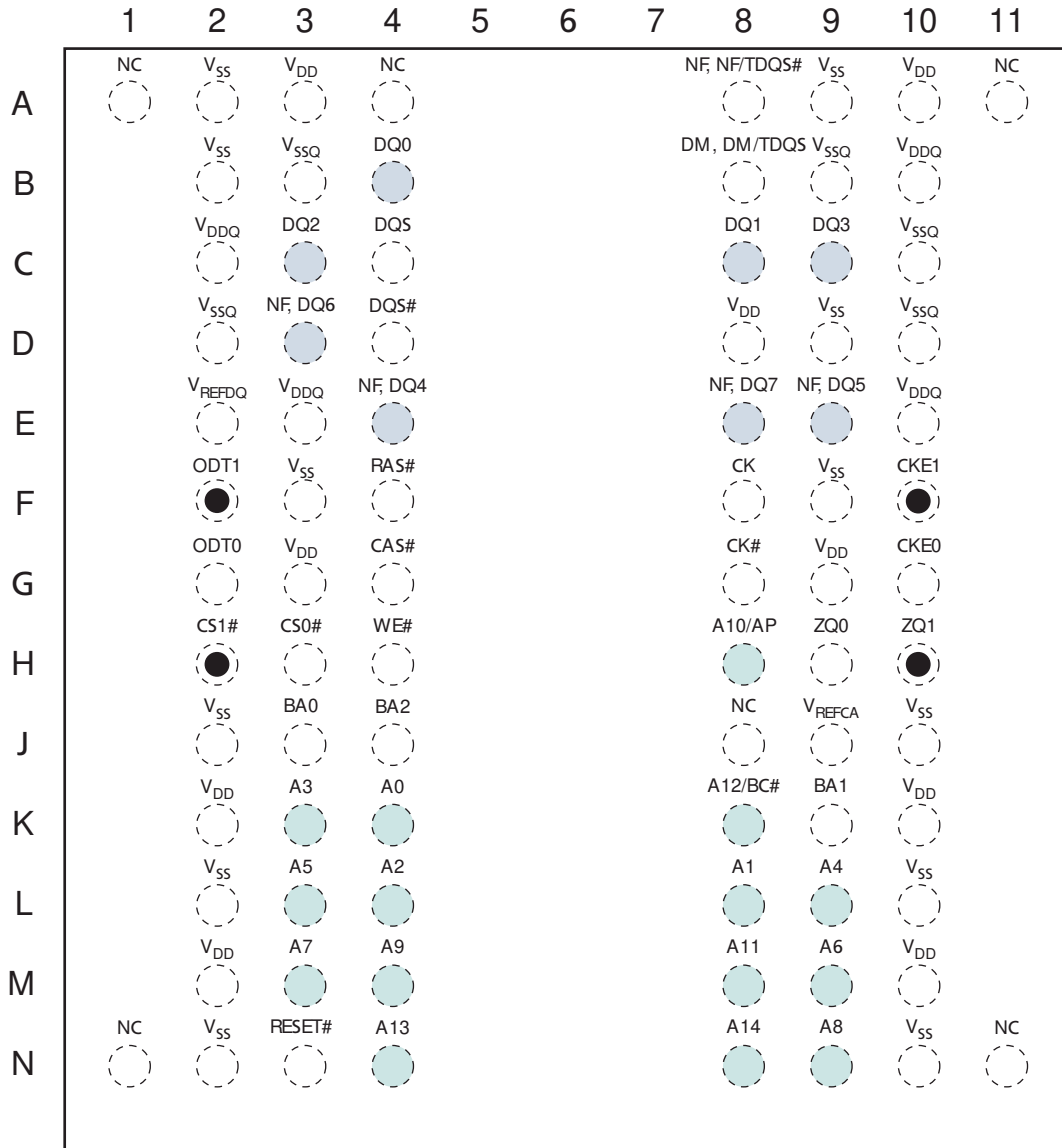 1 2 3 4 5 6 7 8 9 10 11
NC VSS VDD NC NF, NF/TDQS# VSS VDD NC
A
VSS VSSQ DQ0 DM, DM/TDQS VSSQ VDDQ
B
VDDQ DQ2 DQS DQ1 DQ3 VSSQ
C
VSSQ NF, DQ6 DQS# VDD VSS VSSQ
D
VREFDQ VDDQ NF, DQ4 NF, DQ7 NF, DQ5 VDDQ
E
ODT1 VSS RAS# CK VSS CKE1
F
ODT0 VDD CAS# CK# VDD CKE0
G
CS1# CS0# WE# A10/AP ZQ0 ZQ1
H
VSS BA0 BA2 NC VREFCA VSS
J
VDD A3 A0 A12/BC# BA1 VDD
K
VSS A5 A2 A1 A4 VSS
L
VDD A7 A9 A11 A6 VDD
M
NC VSS RESET# A13 A14 A8 VSS NC
N